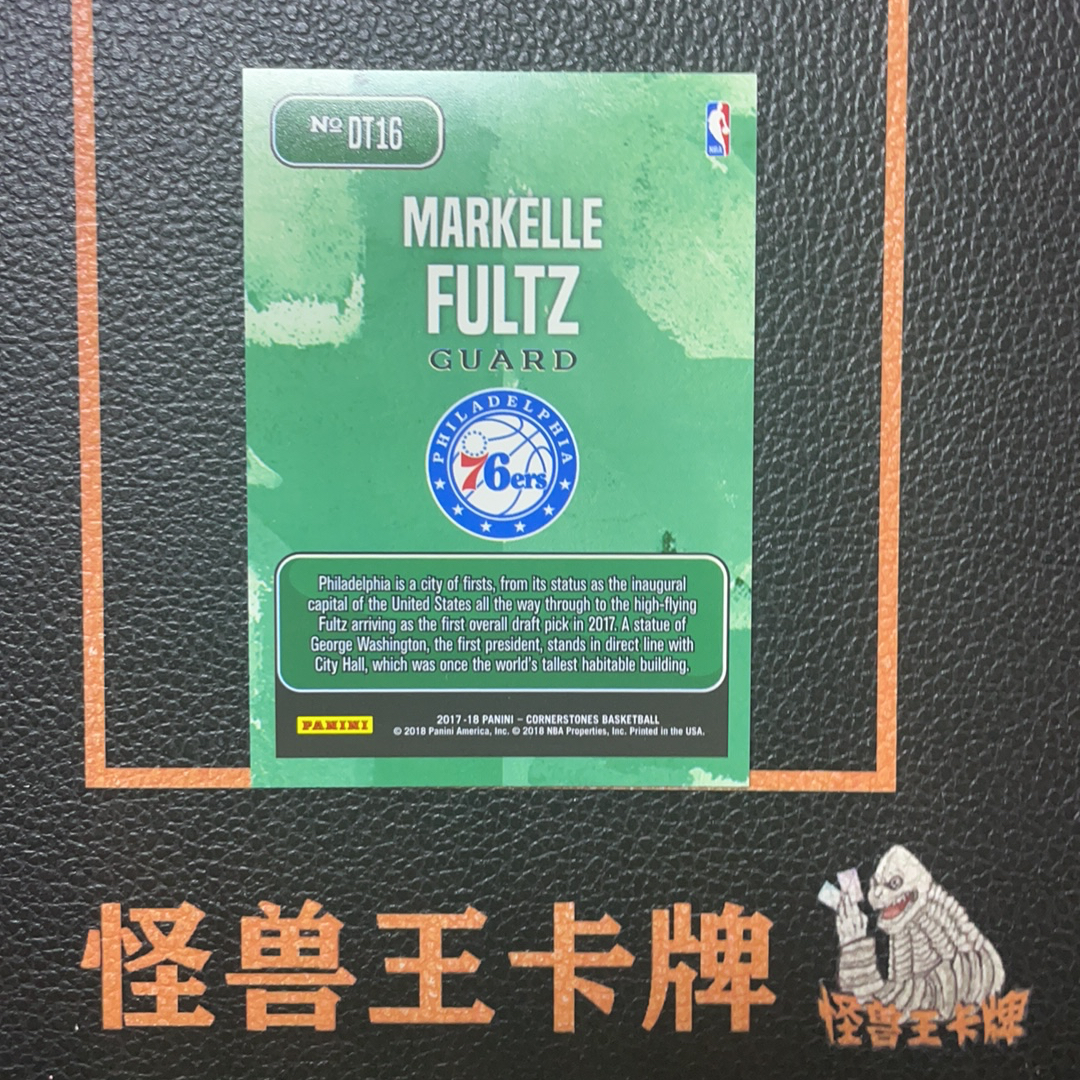 Nº DT16
NBA
MARKELLE
FULTZ
GUARD
PHILADELPHIA
76ers
Philadelphia is a city of firsts, from its status as the inaugural
capital of the United States all the way through to the high-flying
Fultz arriving as the first overall draft pick in 2017. A statue of
George Washington, the first president, stands in direct line with
City Hall, which was once the world's tallest habitable building.
PANINI
2017-18 PANINI – CORNERSTONES BASKETBALL
© 2018 Panini America, Inc. © 2018 NBA Properties, Inc. Printed in the USA.
怪兽王卡牌
怪兽王卡牌